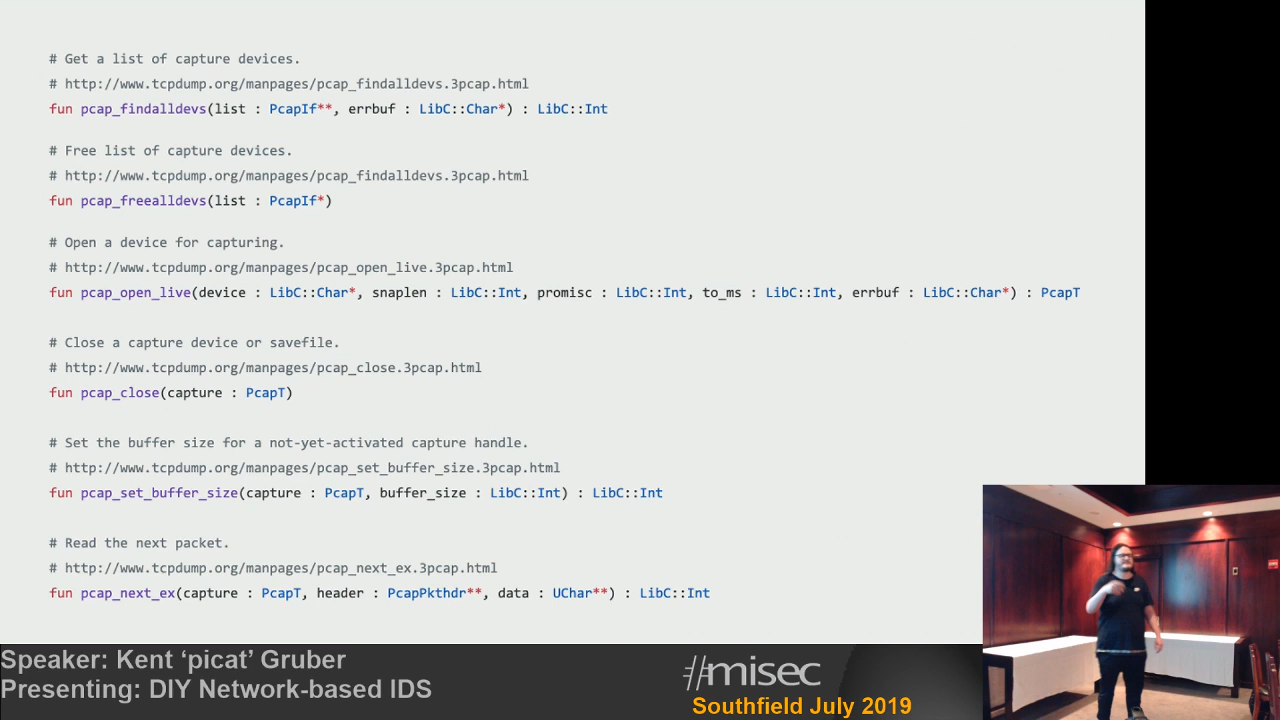 # Get a list of capture devices.
# http://www.tcpdump.org/manpages/pcap_findalldevs.3pcap.html
fun pcap_findalldevs(list : PcapIf**, errbuf : LibC::Char*) : LibC::Int
# Free list of capture devices.
# http://www.tcpdump.org/manpages/pcap_findalldevs.3pcap.html
fun pcap_freealldevs(list : PcapIf*)
# Open a device for capturing.
# http://www.tcpdump.org/manpages/pcap_open_live.3pcap.html
fun pcap_open_live(device : LibC::Char*, snaplen : LibC::Int, promisc : LibC::Int, to_ms : LibC::Int, errbuf : LibC::Char*) : PcapT
# Close a capture device or savefile.
# http://www.tcpdump.org/manpages/pcap_close.3pcap.html
fun pcap_close(capture : PcapT)
# Set the buffer size for a not-yet-activated capture handle.
# http://www.tcpdump.org/manpages/pcap_set_buffer_size.3pcap.html
fun pcap_set_buffer_size(capture : PcapT, buffer_size : LibC::Int) : LibC::Int
# Read the next packet.
# http://www.tcpdump.org/manpages/pcap_next_ex.3pcap.html
fun pcap_next_ex(capture : PcapT, header : PcapPkthdr**, data : UChar**) : LibC::Int
Speaker: Kent ‘picat’ Gruber
Presenting: DIY Network-based IDS
#misec
Southfield July 2019